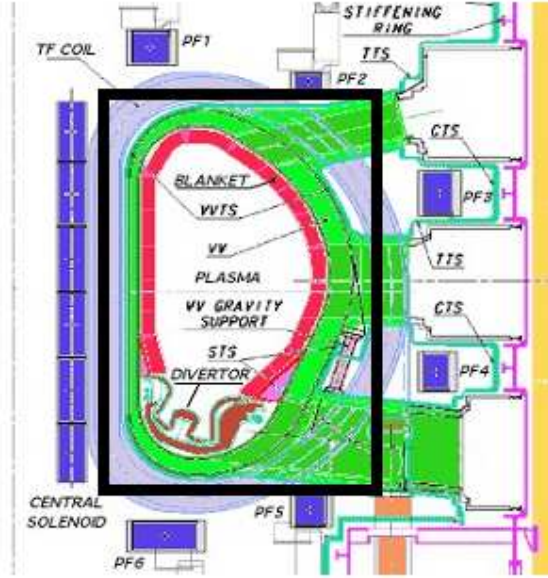 STIFFENING
RING
PF1
TF COIL
TTS
PF2
CTS
BLANKET
PF3
VVTS
VV
TTS
PLASMA
CTS
VV GRAVITY
SUPPORT
STS
PF4
DIVERTOR
CENTRAL
SOLENOID
PF5
PF6